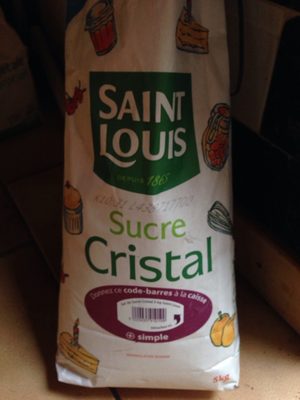 SAINT
LOUIS
DEPUIS 1865
Sucre
Cristal
Donnez ce code-barres à la caisse
+ simple
5kg